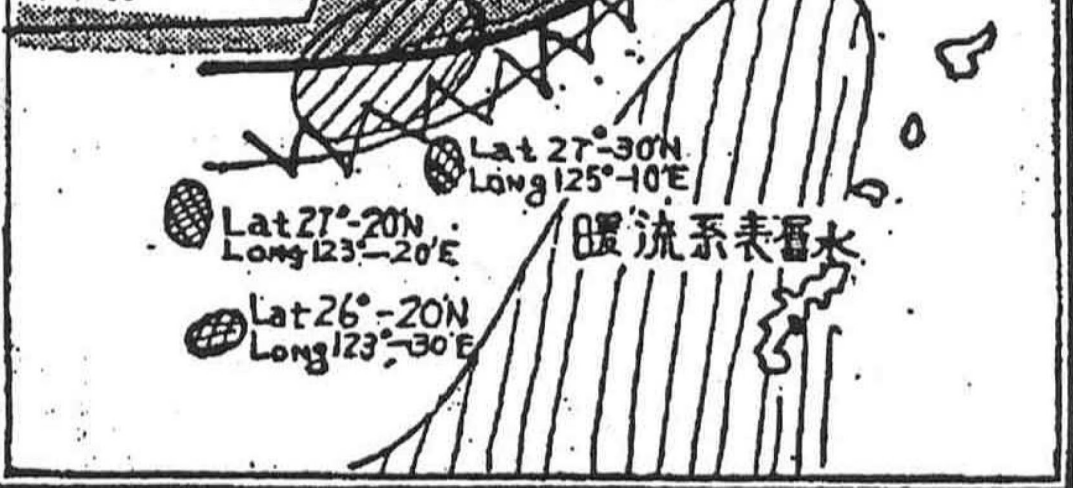 Lat 27°-30'N
Long 125°-10'E
Lat 27°-20'N
Long 123°-20'E
暖流系表層水
Lat 26°-20'N
Long 123°-30'E